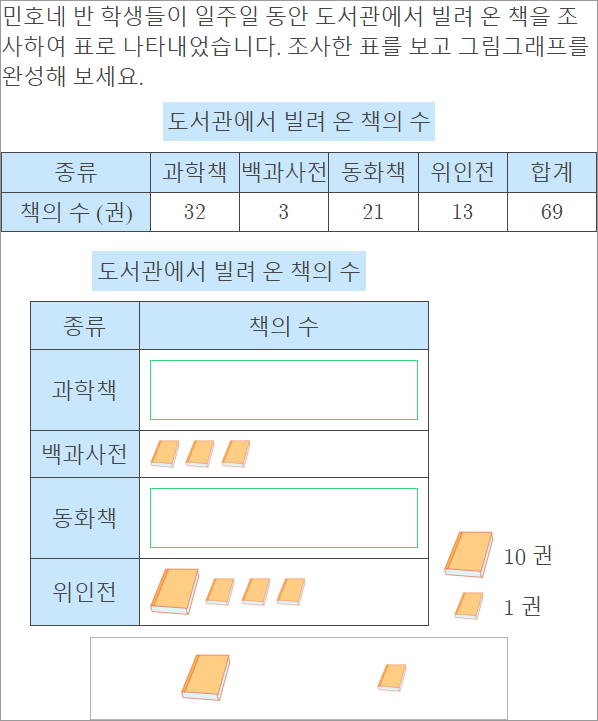 민호네 반 학생들이 일주일 동안 도서관에서 빌려 온 책을 조
사하여 표로 나타내었습니다. 조사한 표를 보고 그림그래프를
완성해 보세요.
도서관에서 빌려 온 책의 수
종류 과학책 백과사전 동화책 위인전 합계
책의 수 (권) 32 3 21 13 69
도서관에서 빌려 온 책의 수
종류 책의 수
과학책
백과사전
동화책
위인전
10 권
1 권